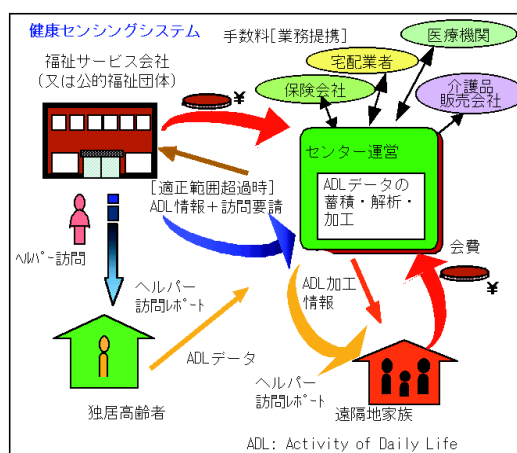 健康センシングシステム
手数料[業務提携]
医療機関
福祉サービス会社
(又は公的福祉団体)
宅配業者
保険会社
介護品
販売会社
¥
センター運営
ADLデータの
蓄積・解析・
加工
[適正範囲超過時]
ADL情報+訪問要請
ヘルパー訪問
会費
¥
ヘルパー
訪問レポート
ADL加工
情報
ADLデータ
ヘルパー
訪問レポート
独居高齢者
遠隔地家族
ADL: Activity of Daily Life